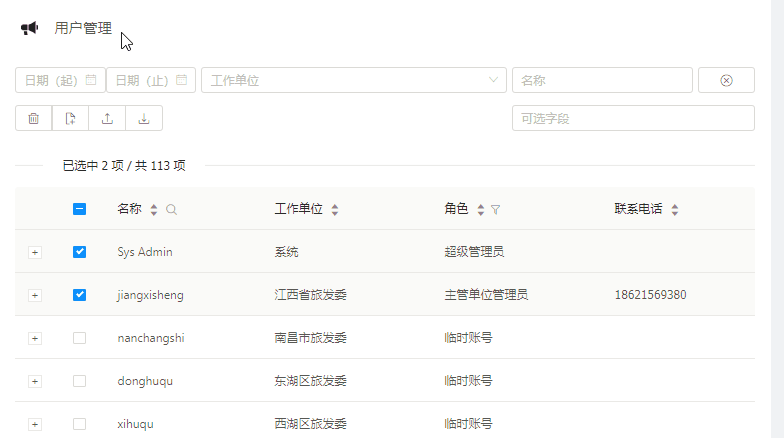 用户管理
日期（起） 日期（止） 工作单位 名称
可选字段
已选中 2 项 / 共 113 项
名称 工作单位 角色 联系电话
Sys Admin 系统 超级管理员
jiangxisheng 江西省旅发委 主管单位管理员 18621569380
nanchangshi 南昌市旅发委 临时账号
donghuqu 东湖区旅发委 临时账号
xihuqu 西湖区旅发委 临时账号